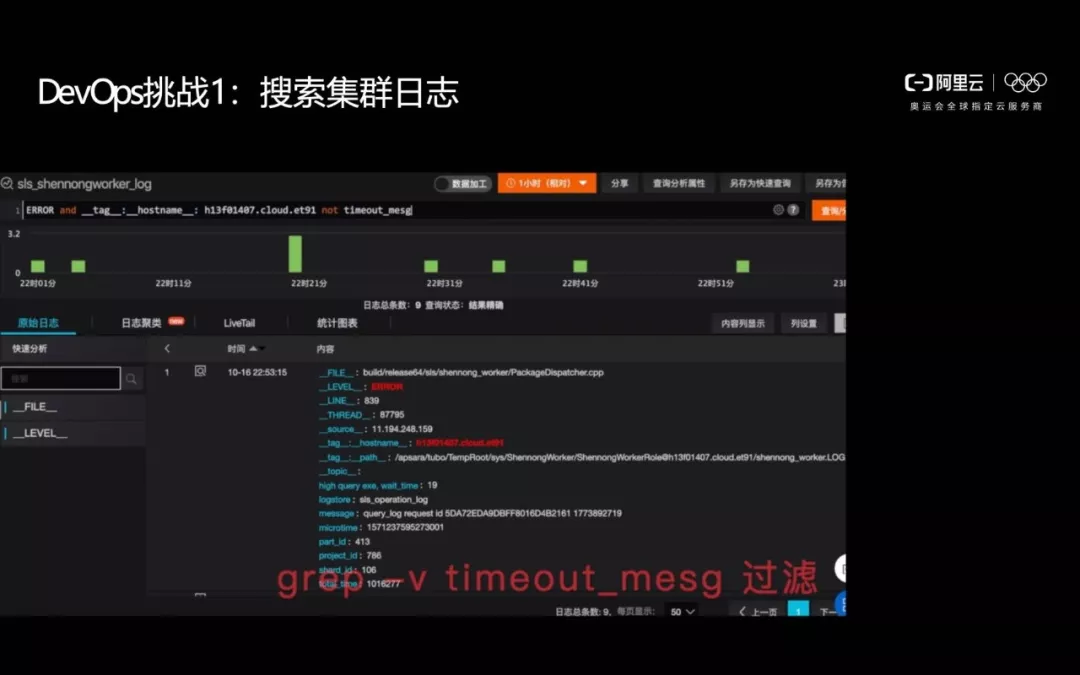 DevOps挑战1：搜索集群日志
阿里云
奥运会全球指定云服务商
sls_shennongworker_log
数据加工
1小时（相对）
分享
查询分析属性
另存为快速查询
另存为
1
ERROR and __tag__:__hostname__: h13f01407.cloud.et91 not timeout_mesg
查询/
3.2
0
22时01分
22时11分
22时21分
22时31分
22时41分
22时51分
日志总条数：9 查询状态：结果精确
原始日志
日志聚类 new
LiveTail
统计图表
内容列显示
列设置
快速分析
时间
内容
搜索
__FILE__
__LEVEL__
1
10-16 22:53:15
__FILE__: build/release64/sls/shennong_worker/PackageDispatcher.cpp
__LEVEL__: ERROR
__LINE__: 839
__THREAD__: 87795
__source__: 11.194.248.159
__tag__:__hostname__: h13f01407.cloud.et91
__tag__:__path__: /apsara/tubo/TempRoot/sys/ShennongWorker/ShennongWorkerRole@h13f01407.cloud.et91/shennong_worker.LOG
__topic__:
high query exe, wait_time: 19
logstore: sls_operation_log
message: query_log request id 5DA72EDA9DBFF8016D4B2161 1773892719
microtime: 1571237595273001
part_id: 413
project_id: 786
shard_id: 106
total_time: 1016277
grep -v timeout_mesg 过滤
日志总条数：9，每页显示：
50
上一页
1
下一